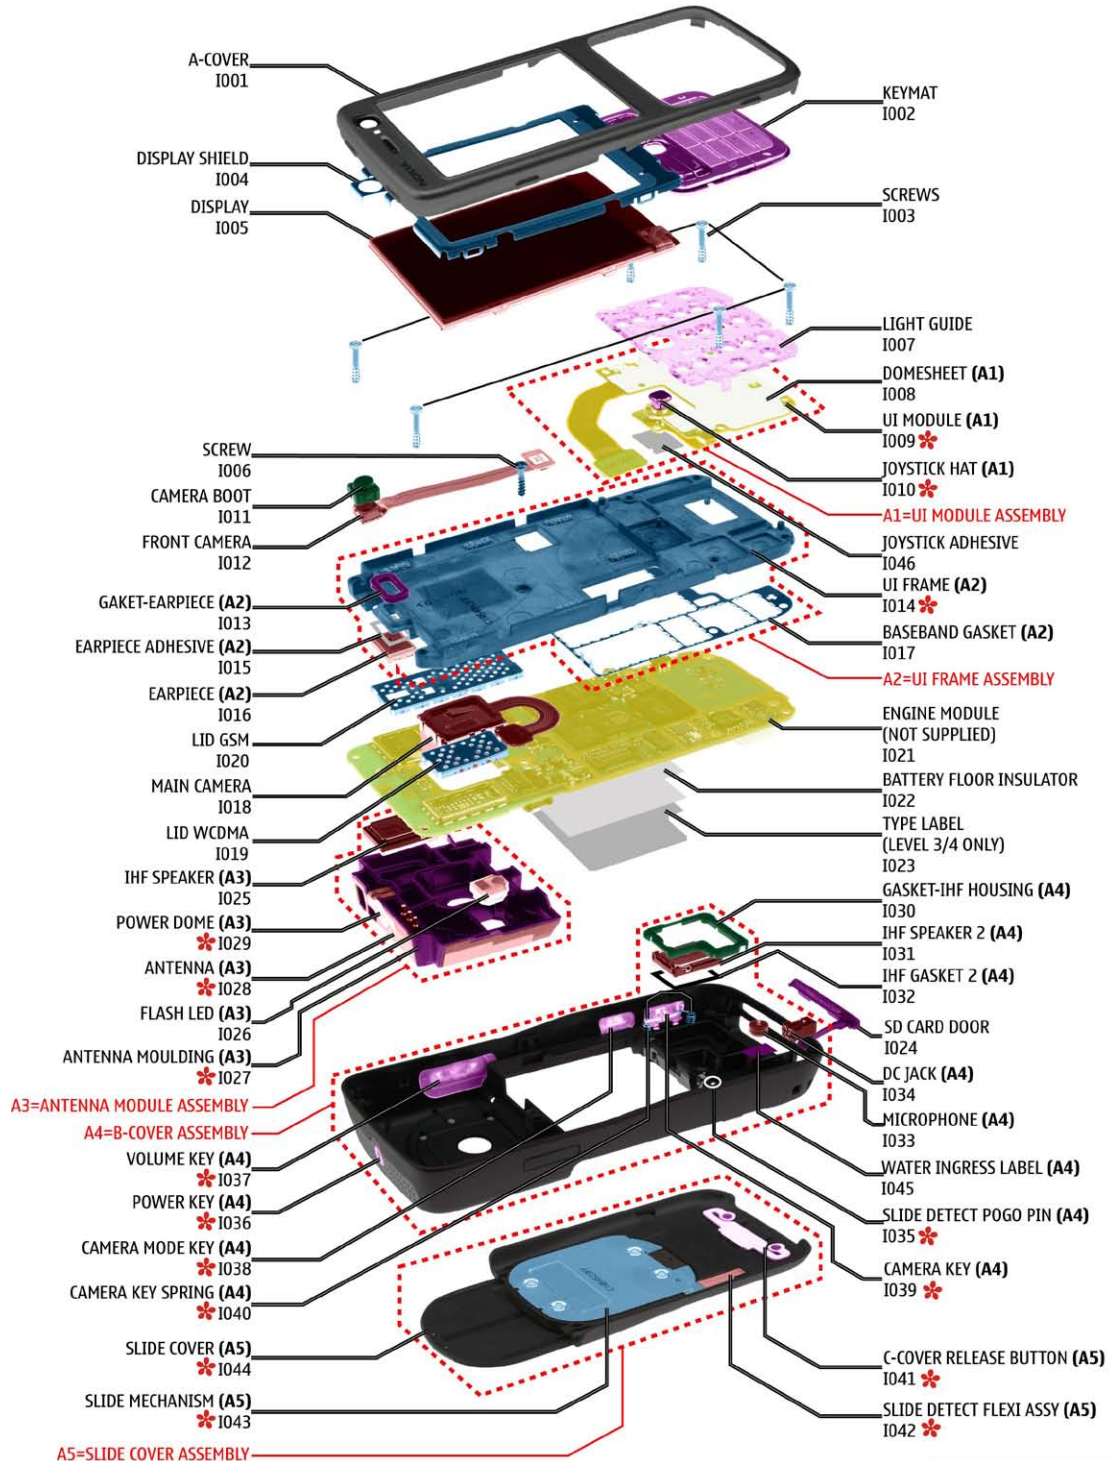 A-COVER
I001
DISPLAY SHIELD
I004
DISPLAY
I005
KEYMAT
I002
SCREWS
I003
LIGHT GUIDE
I007
DOMESHEET (A1)
I008
UI MODULE (A1)
I009
JOYSTICK HAT (A1)
I010
A1=UI MODULE ASSEMBLY
JOYSTICK ADHESIVE
I046
UI FRAME (A2)
I014
BASEBAND GASKET (A2)
I017
A2=UI FRAME ASSEMBLY
ENGINE MODULE
(NOT SUPPLIED)
I021
BATTERY FLOOR INSULATOR
I022
TYPE LABEL
(LEVEL 3/4 ONLY)
I023
GASKET-IHF HOUSING (A4)
I030
IHF SPEAKER 2 (A4)
I031
IHF GASKET 2 (A4)
I032
SD CARD DOOR
I024
DC JACK (A4)
I034
MICROPHONE (A4)
I033
WATER INGRESS LABEL (A4)
I045
SLIDE DETECT POGO PIN (A4)
I035
CAMERA KEY (A4)
I039
C-COVER RELEASE BUTTON (A5)
I041
SLIDE DETECT FLEXI ASSY (A5)
I042
SCREW
I006
CAMERA BOOT
I011
FRONT CAMERA
I012
GAKET-EARPIECE (A2)
I013
EARPIECE ADHESIVE (A2)
I015
EARPIECE (A2)
I016
LID GSM
I020
MAIN CAMERA
I018
LID WCDMA
I019
IHF SPEAKER (A3)
I025
POWER DOME (A3)
I029
ANTENNA (A3)
I028
FLASH LED (A3)
I026
ANTENNA MOULDING (A3)
I027
A3=ANTENNA MODULE ASSEMBLY
A4=B-COVER ASSEMBLY
VOLUME KEY (A4)
I037
POWER KEY (A4)
I036
CAMERA MODE KEY (A4)
I038
CAMERA KEY SPRING (A4)
I040
SLIDE COVER (A5)
I044
SLIDE MECHANISM (A5)
I043
A5=SLIDE COVER ASSEMBLY